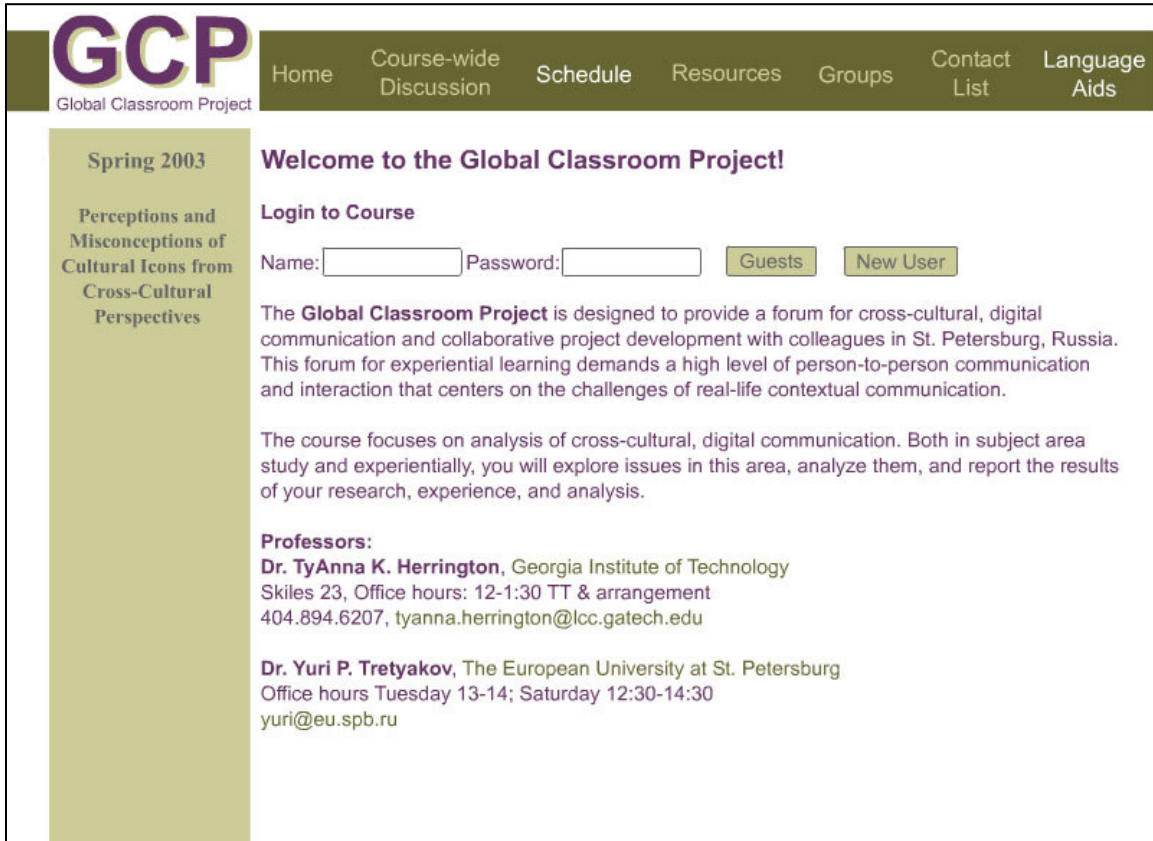 GCP
Global Classroom Project
Home
Course-wide
Discussion
Schedule
Resources
Groups
Contact
List
Language
Aids
Spring 2003
Perceptions and
Misconceptions of
Cultural Icons from
Cross-Cultural
Perspectives
Welcome to the Global Classroom Project!
Login to Course
Name: Password: Guests New User
The Global Classroom Project is designed to provide a forum for cross-cultural, digital
communication and collaborative project development with colleagues in St. Petersburg, Russia.
This forum for experiential learning demands a high level of person-to-person communication
and interaction that centers on the challenges of real-life contextual communication.
The course focuses on analysis of cross-cultural, digital communication. Both in subject area
study and experientially, you will explore issues in this area, analyze them, and report the results
of your research, experience, and analysis.
Professors:
Dr. TyAnna K. Herrington, Georgia Institute of Technology
Skiles 23, Office hours: 12-1:30 TT & arrangement
404.894.6207, tyanna.herrington@lcc.gatech.edu
Dr. Yuri P. Tretyakov, The European University at St. Petersburg
Office hours Tuesday 13-14; Saturday 12:30-14:30
yuri@eu.spb.ru